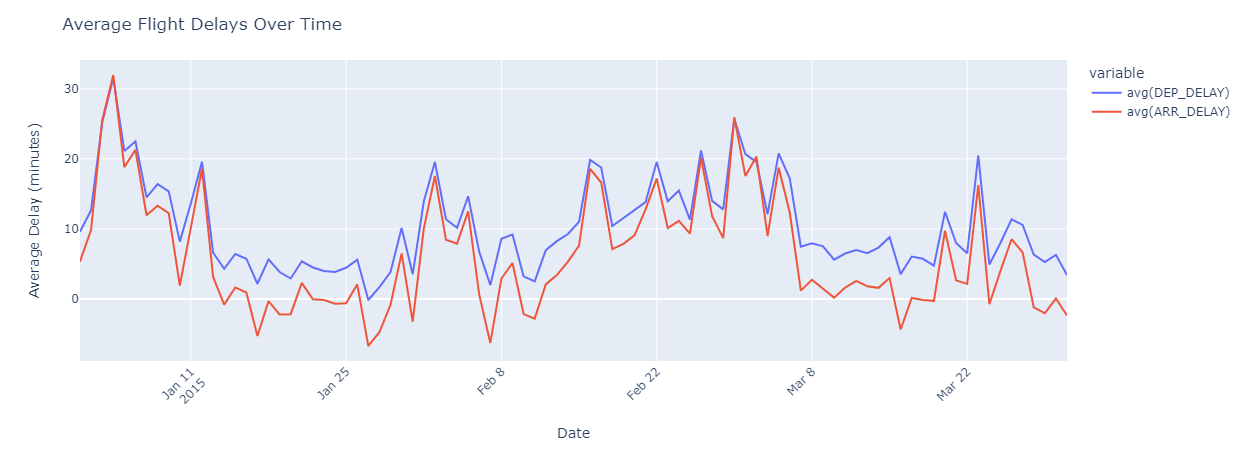 Average Flight Delays Over Time
variable
avg(DEP_DELAY)
avg(ARR_DELAY)
Average Delay (minutes)
30
20
10
0
Jan 11
2015
Jan 25
Feb 8
Feb 22
Mar 8
Mar 22
Date